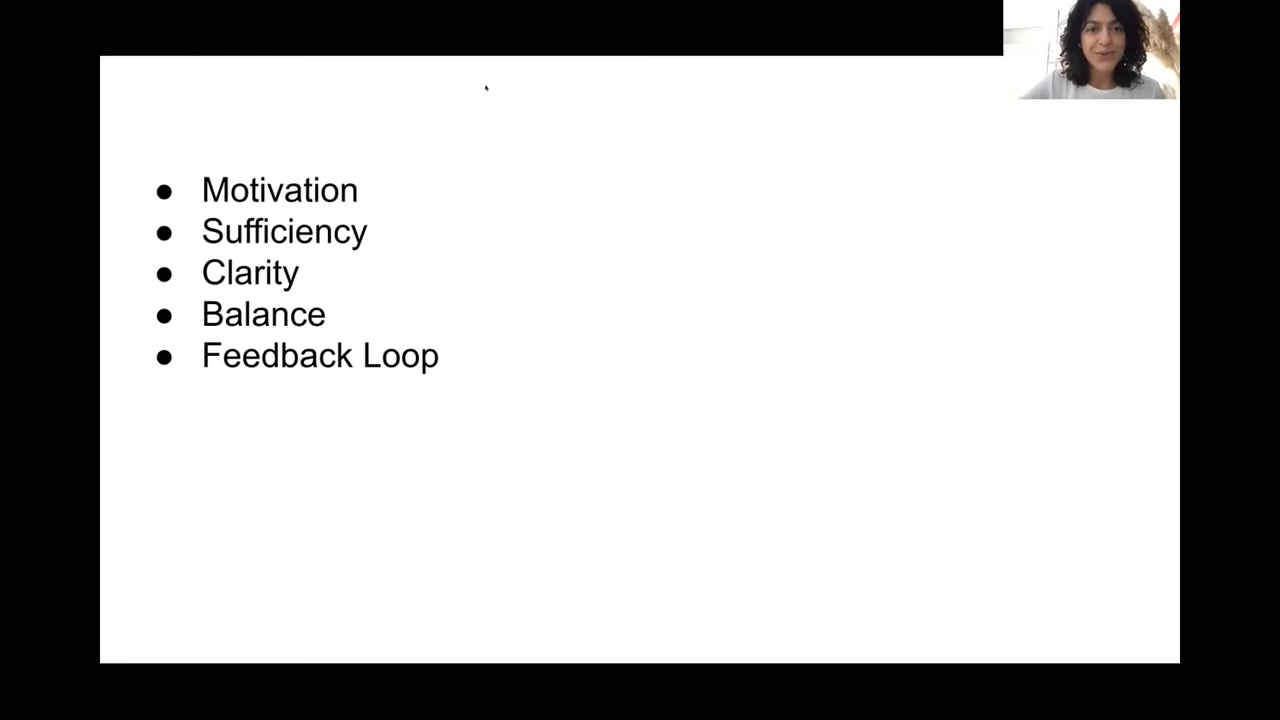 ● Motivation
● Sufficiency
● Clarity
● Balance
● Feedback Loop